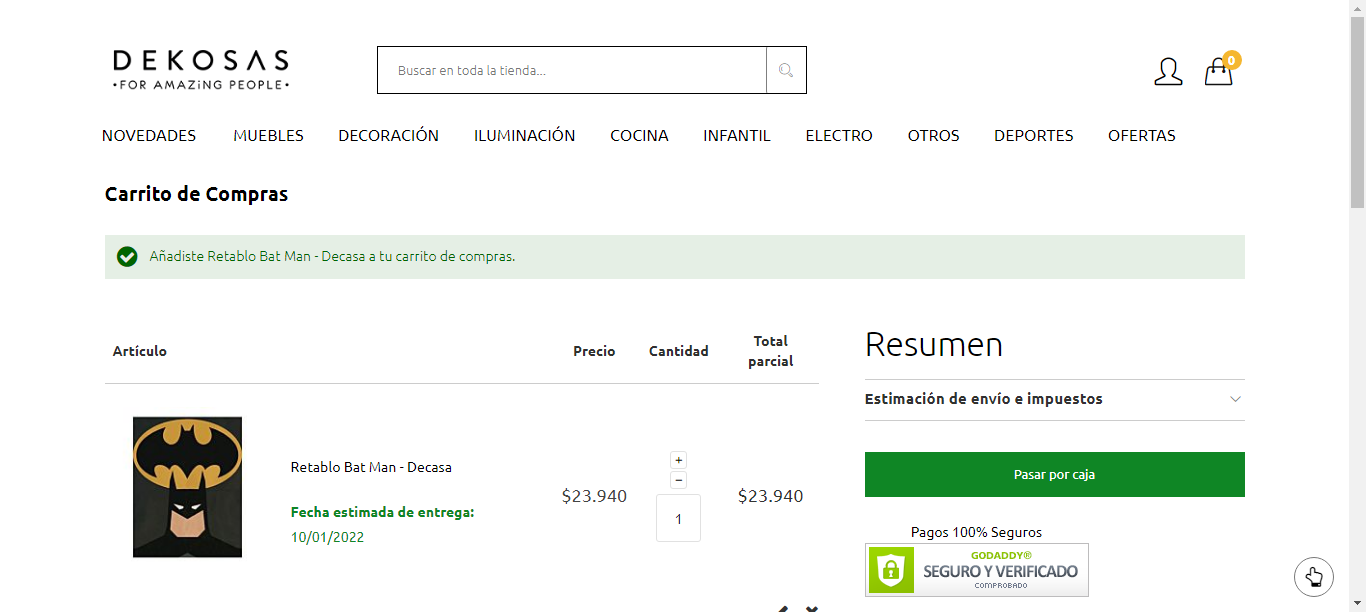 DEKOSAS
·FOR AMAZiNG PEOPLE·
Buscar en toda la tienda...
0
NOVEDADES MUEBLES DECORACIÓN ILUMINACIÓN COCINA INFANTIL ELECTRO OTROS DEPORTES OFERTAS
Carrito de Compras
Añadiste Retablo Bat Man - Decasa a tu carrito de compras.
Artículo Precio Cantidad Total parcial
Retablo Bat Man - Decasa
Fecha estimada de entrega:
10/01/2022
$23.940
+
-
1
$23.940
Resumen
Estimación de envío e impuestos
Pasar por caja
Pagos 100% Seguros
GODADDY®
SEGURO Y VERIFICADO
COMPROBADO